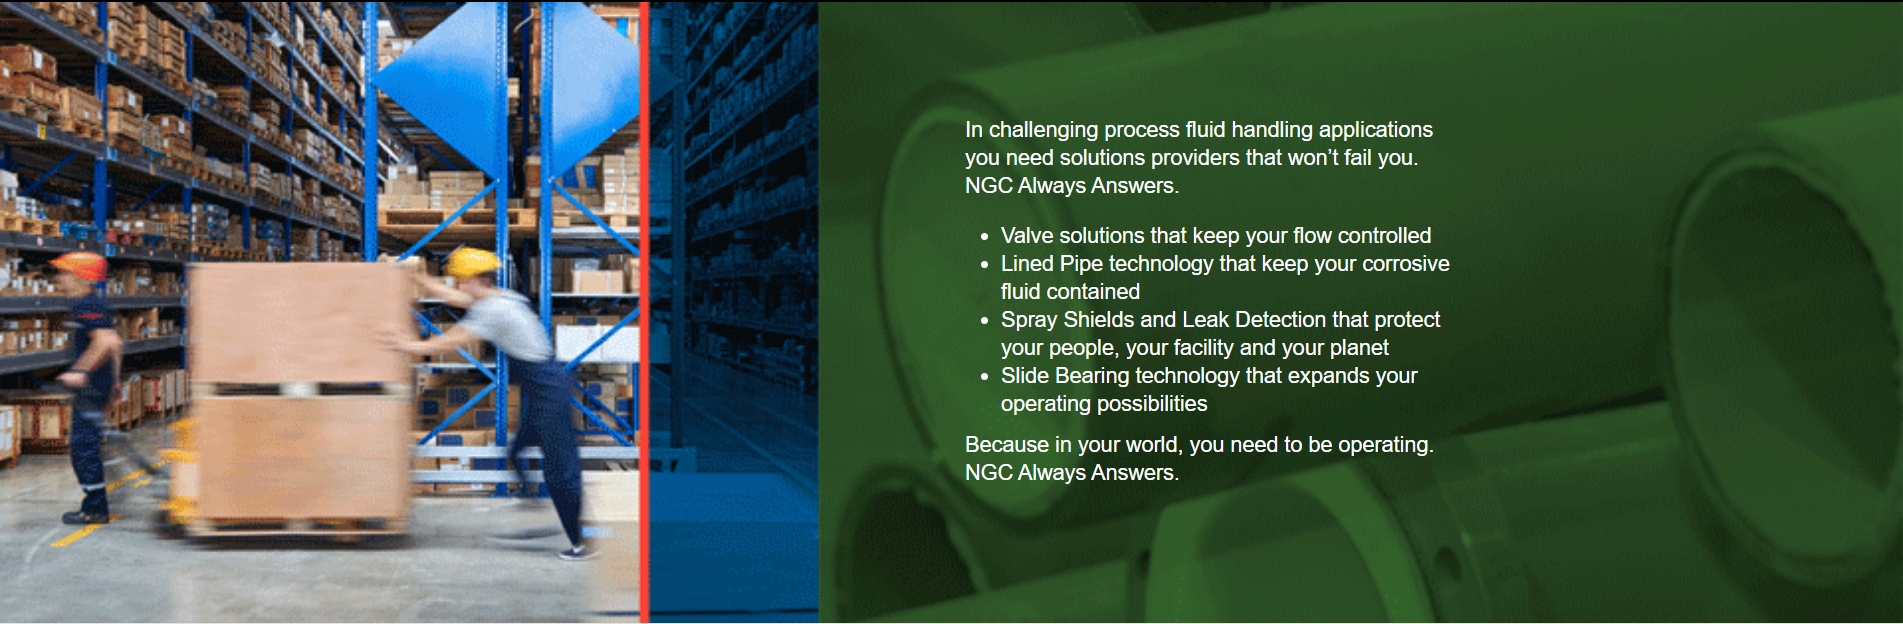 In challenging process fluid handling applications
you need solutions providers that won’t fail you.
NGC Always Answers.
• Valve solutions that keep your flow controlled
• Lined Pipe technology that keep your corrosive
fluid contained
• Spray Shields and Leak Detection that protect
your people, your facility and your planet
• Slide Bearing technology that expands your
operating possibilities
Because in your world, you need to be operating.
NGC Always Answers.